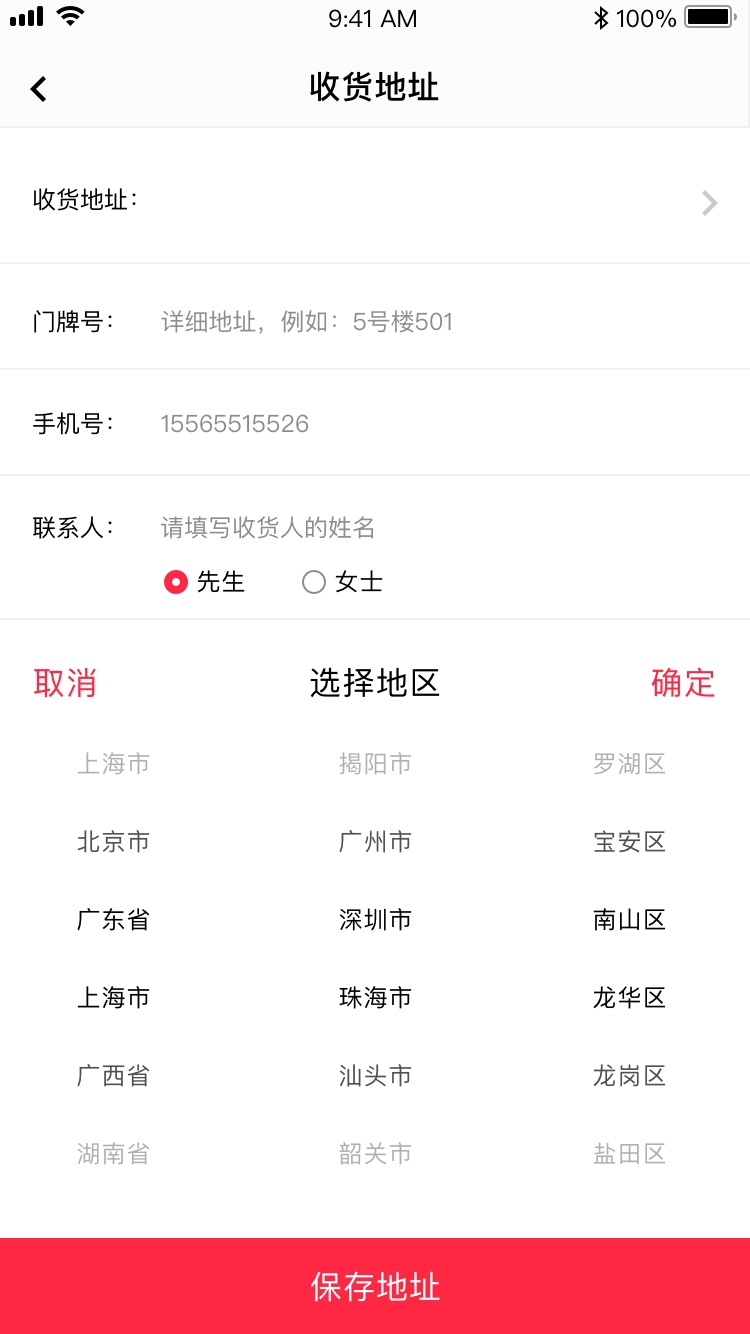 9:41 AM 100%
收货地址
收货地址：
门牌号： 详细地址，例如：5号楼501
手机号： 15565515526
联系人： 请填写收货人的姓名
先生 女士
取消 选择地区 确定
上海市 揭阳市 罗湖区
北京市 广州市 宝安区
广东省 深圳市 南山区
上海市 珠海市 龙华区
广西省 汕头市 龙岗区
湖南省 韶关市 盐田区
保存地址